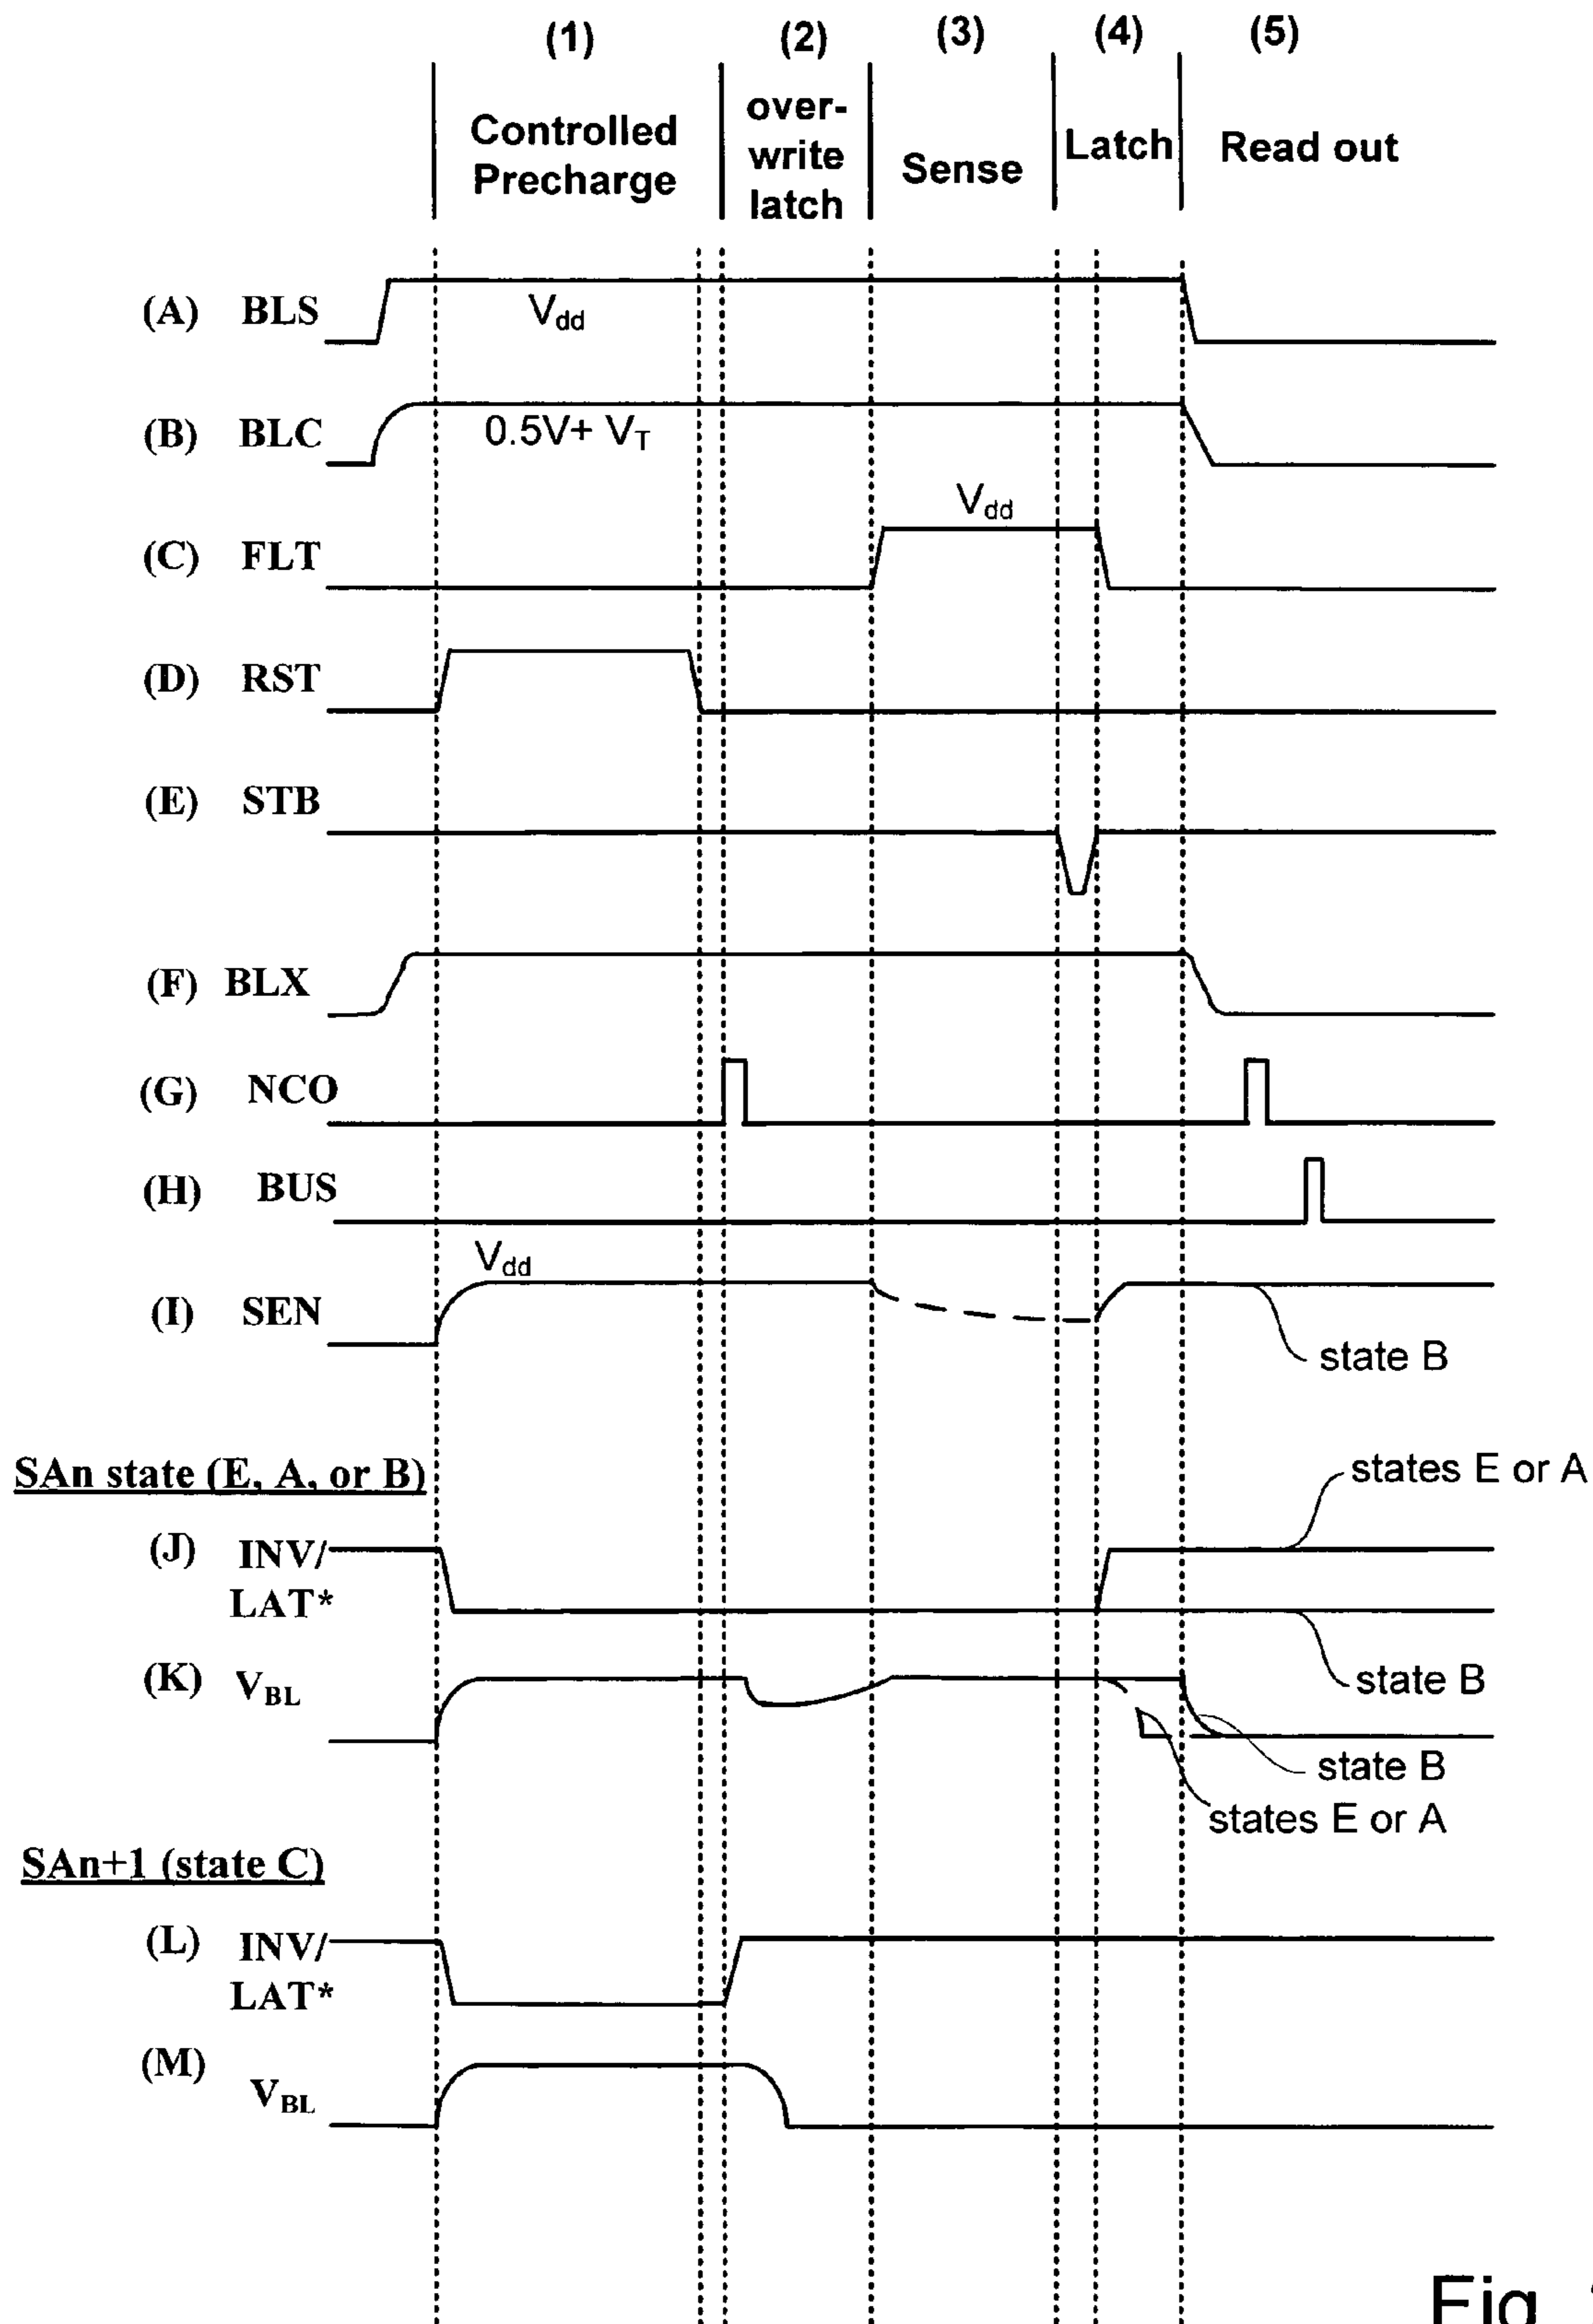 (1) (2) (3) (4) (5)
Controlled
Precharge
over-
write
latch
Sense
Latch
Read out
(A) BLS
Vdd
(B) BLC
0.5V+ VT
Vdd
(C) FLT
(D) RST
(E) STB
(F) BLX
(G) NCO
(H) BUS
Vdd
(I) SEN
state B
SAn state (E, A, or B)
states E or A
(J) INV/
LAT*
(K) VBL
state B
state B
states E or A
SAn+1 (state C)
(L) INV/
LAT*
(M)
VBL
Fig